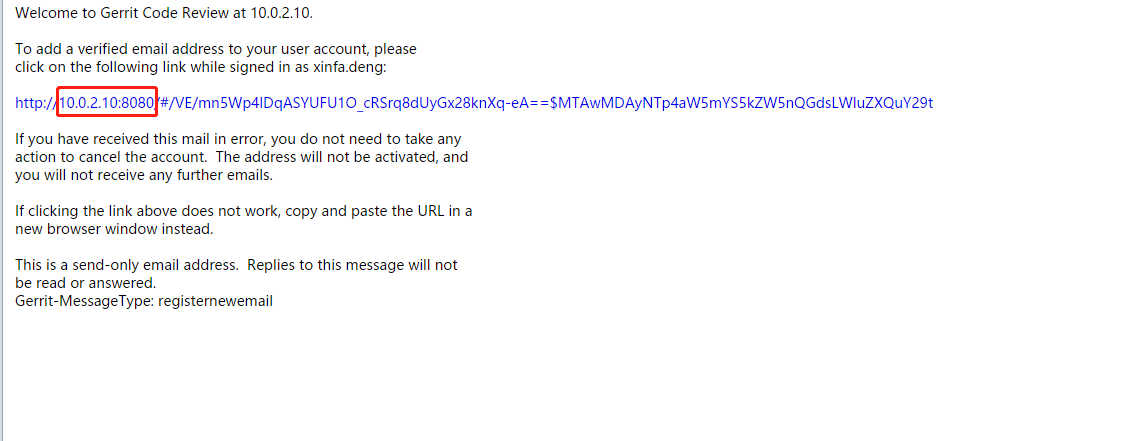 Welcome to Gerrit Code Review at 10.0.2.10.
To add a verified email address to your user account, please
click on the following link while signed in as xinfa.deng:
http://10.0.2.10:8080/#/VE/mn5Wp4lDqASYUFU1O_cRSrq8dUyGx28knXq-eA==$MTAwMDAyNTp4aW5mYS5kZW5nQGdsLWluZXQuY29t
If you have received this mail in error, you do not need to take any
action to cancel the account.  The address will not be activated, and
you will not receive any further emails.
If clicking the link above does not work, copy and paste the URL in a
new browser window instead.
This is a send-only email address.  Replies to this message will not
be read or answered.
Gerrit-MessageType: registernewemail